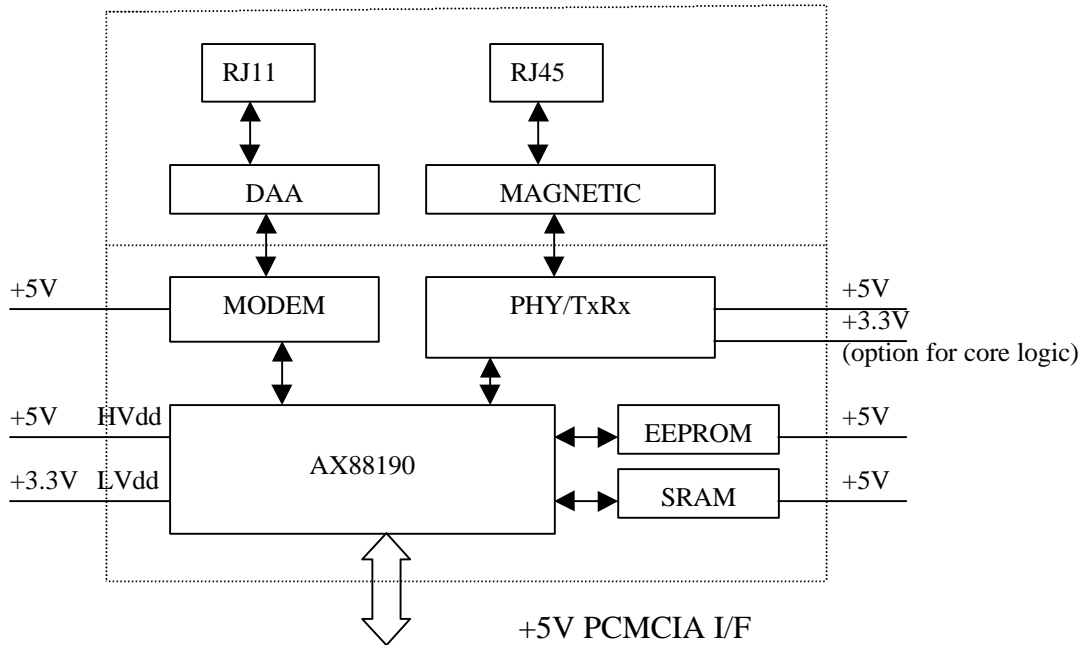 RJ11
RJ45
DAA
MAGNETIC
+5V
MODEM
PHY/TxRx
+5V
+3.3V
(option for core logic)
+5V HVdd
EEPROM
+5V
AX88190
+3.3V LVdd
SRAM
+5V
+5V PCMCIA I/F